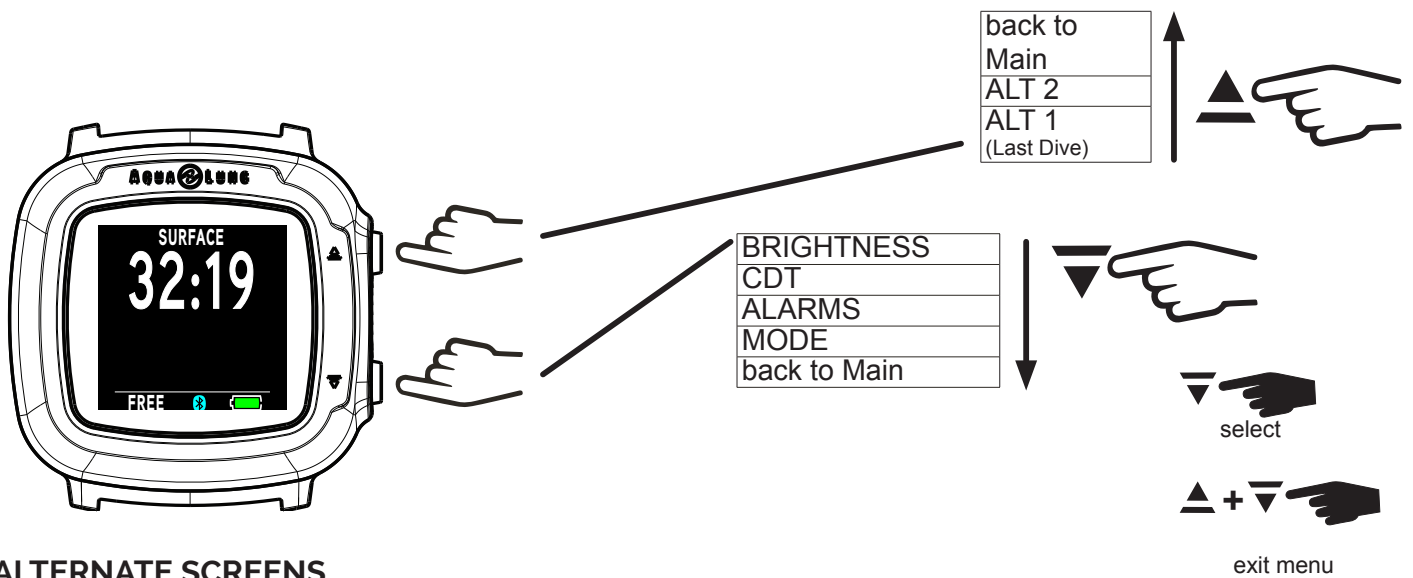 back to
Main
ALT 2
ALT 1
(Last Dive)
AQUA LUNG
SURFACE
32:19
FREE
BRIGHTNESS
CDT
ALARMS
MODE
back to Main
select
+
exit menu
ALTERNATE SCREENS